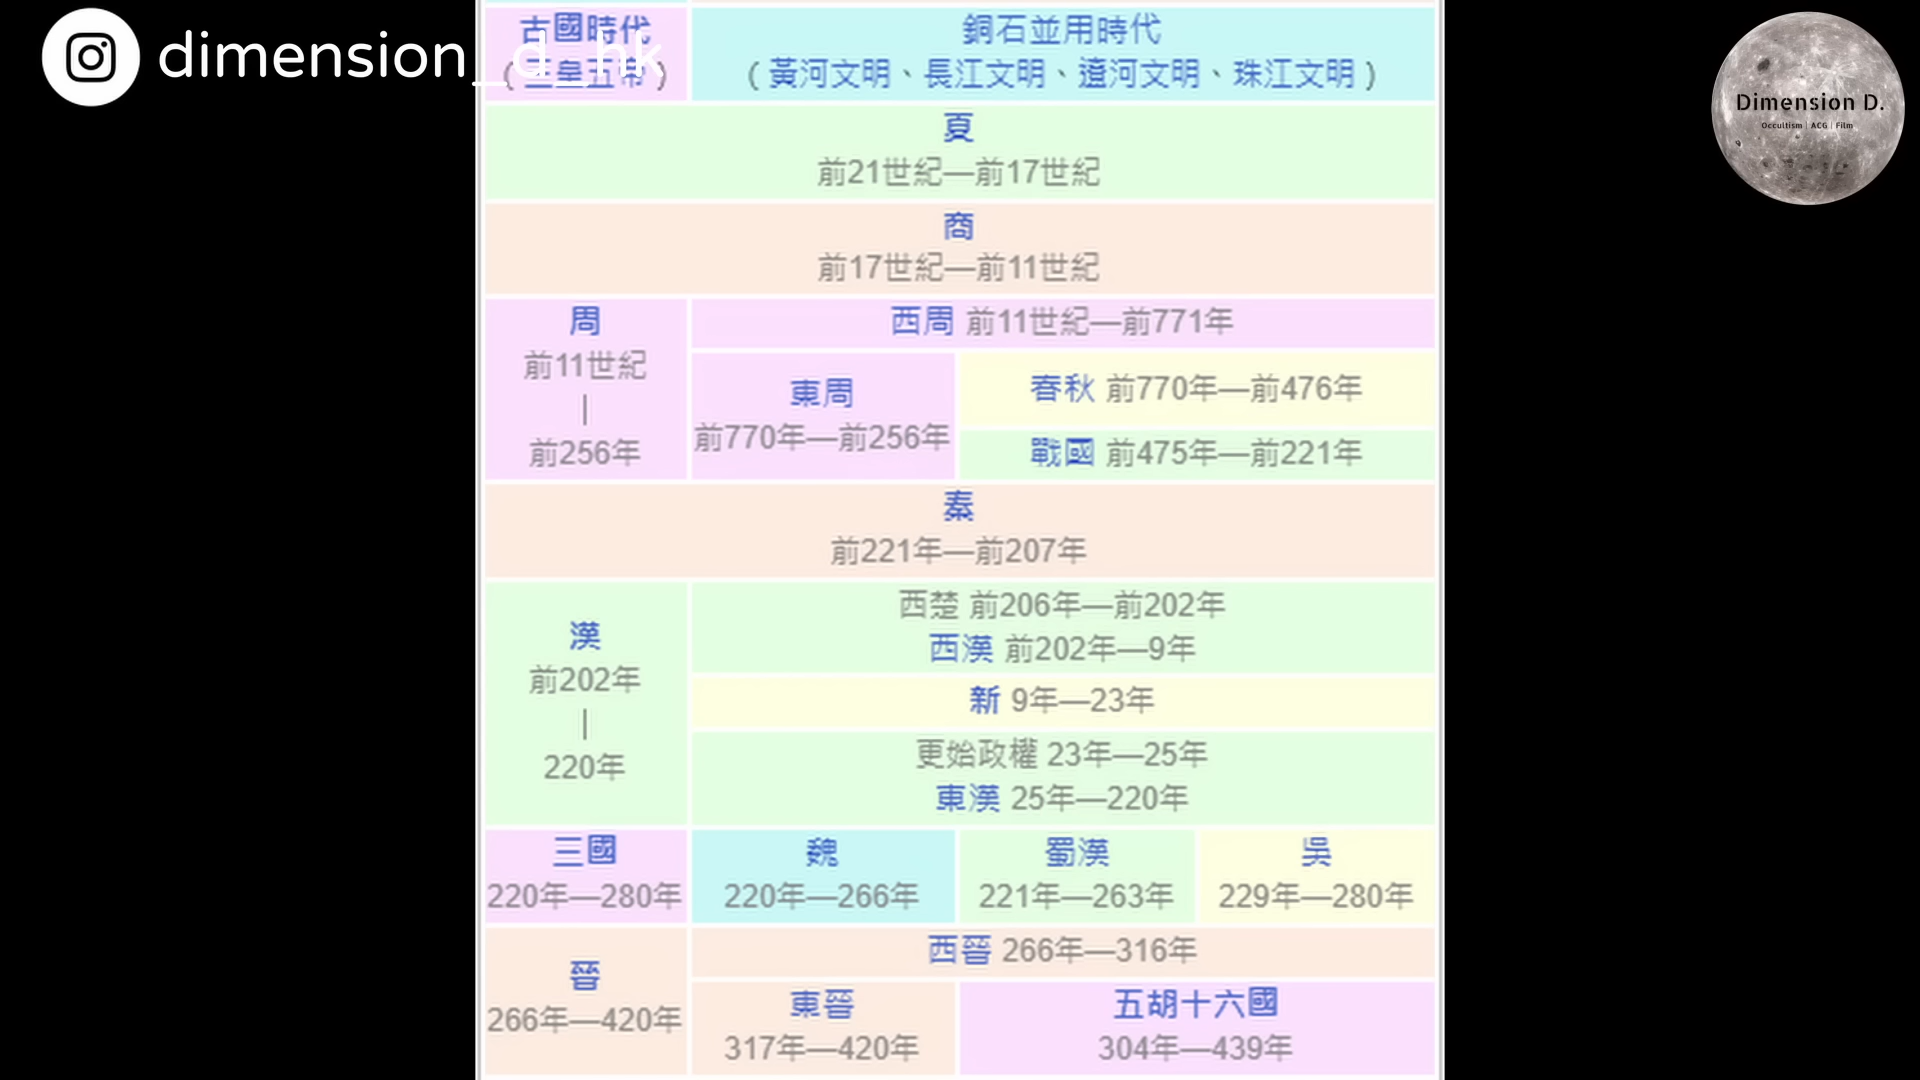 dimension_d_hk
Dimension D.
Occultism | ACG | Film
古國時代
(三皇五帝)
銅石並用時代
(黃河文明、長江文明、遼河文明、珠江文明)
夏
前21世紀—前17世紀
商
前17世紀—前11世紀
周
前11世紀
|
前256年
西周 前11世紀—前771年
東周
前770年—前256年
春秋 前770年—前476年
戰國 前475年—前221年
秦
前221年—前207年
漢
前202年
|
220年
西楚 前206年—前202年
西漢 前202年—9年
新 9年—23年
更始政權 23年—25年
東漢 25年—220年
三國
220年—280年
魏
220年—266年
蜀漢
221年—263年
吳
229年—280年
晉
266年—420年
西晉 266年—316年
東晉
317年—420年
五胡十六國
304年—439年